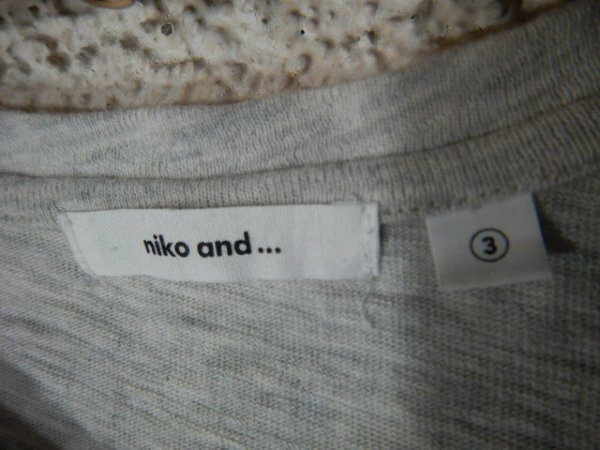 niko and ...
③